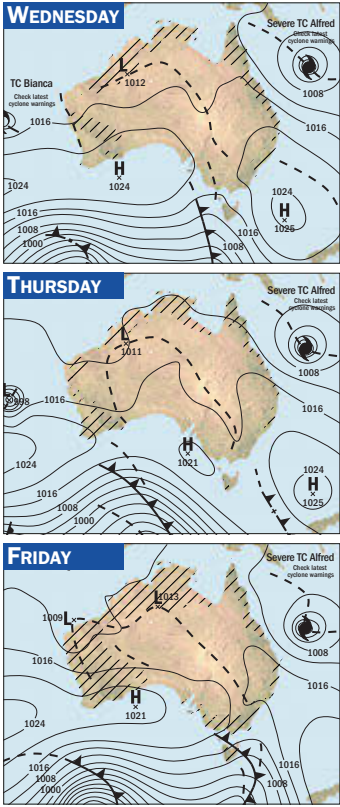 WEDNESDAY
Severe TC Alfred
Check latest
cyclone warnings
L
1012
1008
TC Bianca
Check latest
cyclone warnings
1016
1016
H
1024
1024
1024
H
1025
1016
1008
1000
1016
1008
THURSDAY
Severe TC Alfred
Check latest
cyclone warnings
L
1011
1008
L
998
1016
1016
H
1021
1024
1024
H
1025
1016
1008
1000
FRIDAY
Severe TC Alfred
Check latest
cyclone warnings
L
1013
1009
L
1008
1016
1016
H
1021
1024
1016
1008
1000
1016
1008